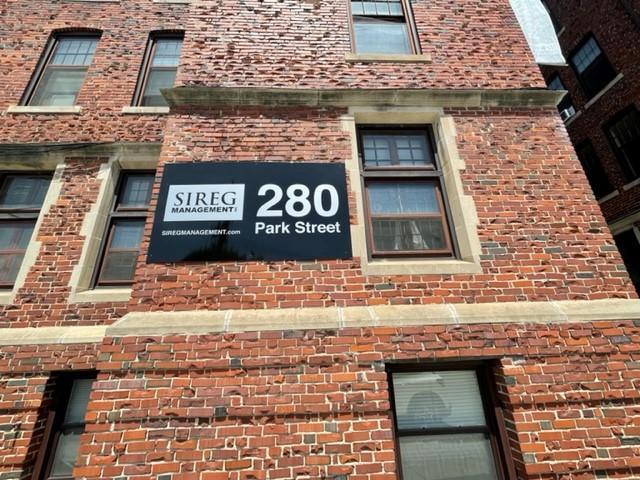 SIREG
MANAGEMENT
SIREGMANAGEMENT.com
280
Park Street